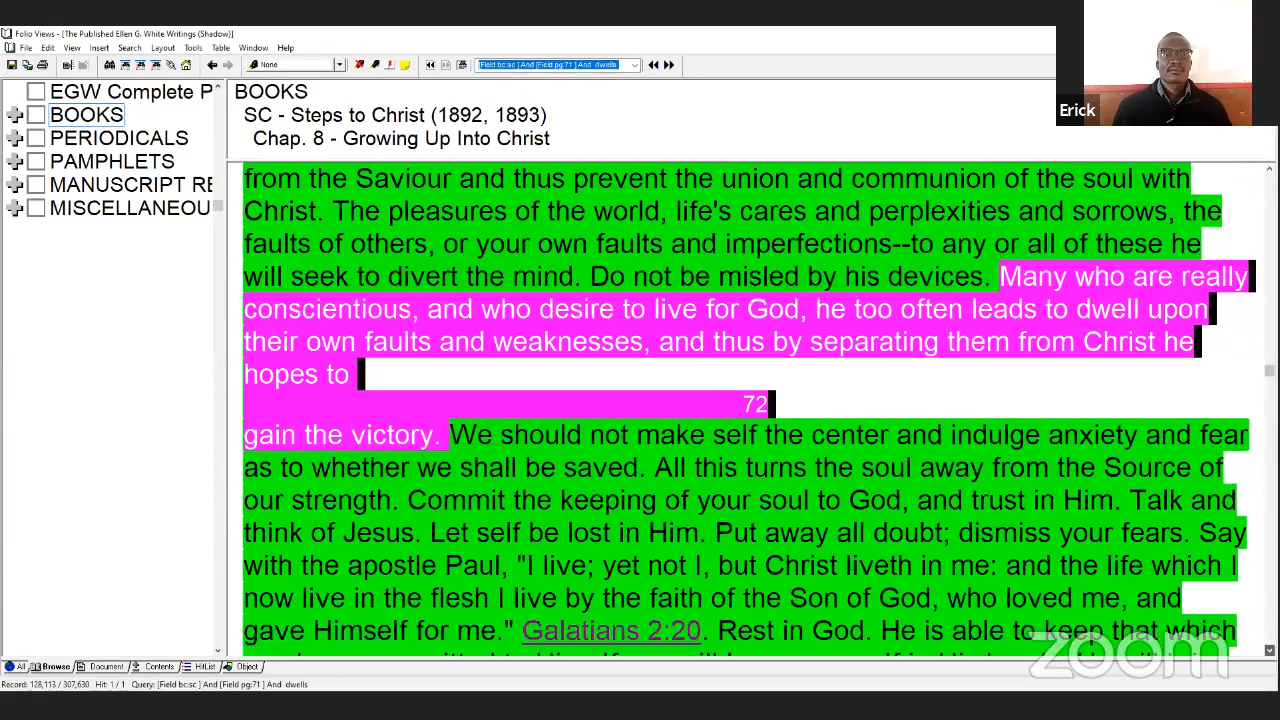 Folio Views - [The Published Ellen G. White Writings (Shadow)]
File Edit View Insert Search Layout Tools Table Window Help
None
[Field bc:sc ] And [Field pg:71 ] And dwells
EGW Complete P
BOOKS
PERIODICALS
PAMPHLETS
MANUSCRIPT RE
MISCELLANEOU
BOOKS
SC - Steps to Christ (1892, 1893)
Chap. 8 - Growing Up Into Christ
Erick
from the Saviour and thus prevent the union and communion of the soul with
Christ. The pleasures of the world, life's cares and perplexities and sorrows, the
faults of others, or your own faults and imperfections--to any or all of these he
will seek to divert the mind. Do not be misled by his devices. Many who are really
conscientious, and who desire to live for God, he too often leads to dwell upon
their own faults and weaknesses, and thus by separating them from Christ he
hopes to
72
gain the victory. We should not make self the center and indulge anxiety and fear
as to whether we shall be saved. All this turns the soul away from the Source of
our strength. Commit the keeping of your soul to God, and trust in Him. Talk and
think of Jesus. Let self be lost in Him. Put away all doubt; dismiss your fears. Say
with the apostle Paul, "I live; yet not I, but Christ liveth in me: and the life which I
now live in the flesh I live by the faith of the Son of God, who loved me, and
gave Himself for me." Galatians 2:20. Rest in God. He is able to keep that which
zoom
All Browse Document Contents HitList Object
Record: 128,113 / 307,630 Hit: 1 / 1 Query: [Field bc:sc ] And [Field pg:71 ] And dwells